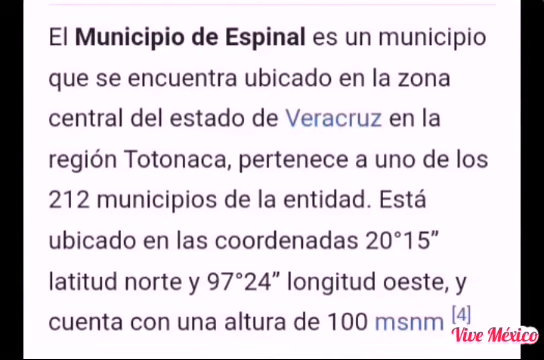 El Municipio de Espinal es un municipio
que se encuentra ubicado en la zona
central del estado de Veracruz en la
región Totonaca, pertenece a uno de los
212 municipios de la entidad. Está
ubicado en las coordenadas 20°15”
latitud norte y 97°24” longitud oeste, y
cuenta con una altura de 100 msnm [4]
Vive México